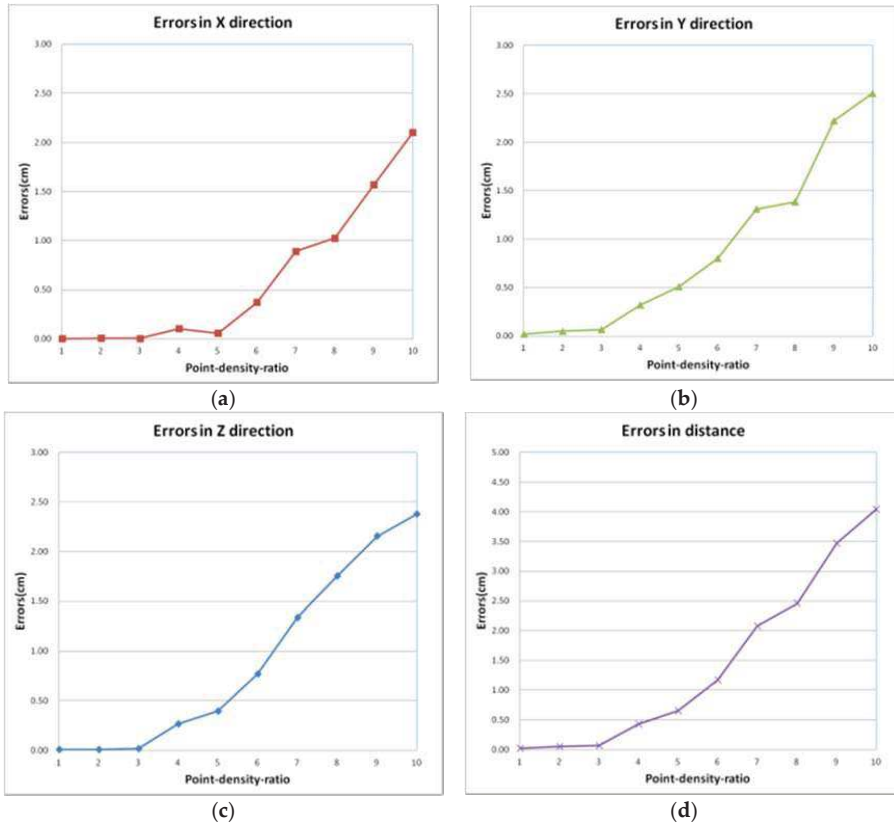 Errors in X direction
3.00
2.50
2.00
1.50
1.00
0.50
0.00
Errors(cm)
1 2 3 4 5 6 7 8 9 10
Point-density-ratio
(a)
Errors in Y direction
3.00
2.50
2.00
1.50
1.00
0.50
0.00
Errors(cm)
1 2 3 4 5 6 7 8 9 10
Point-density-ratio
(b)
Errors in Z direction
3.00
2.50
2.00
1.50
1.00
0.50
0.00
Errors(cm)
1 2 3 4 5 6 7 8 9 10
Point-density-ratio
(c)
Errors in distance
5.00
4.50
4.00
3.50
3.00
2.50
2.00
1.50
1.00
0.50
0.00
Errors(cm)
1 2 3 4 5 6 7 8 9 10
Point-density-ratio
(d)